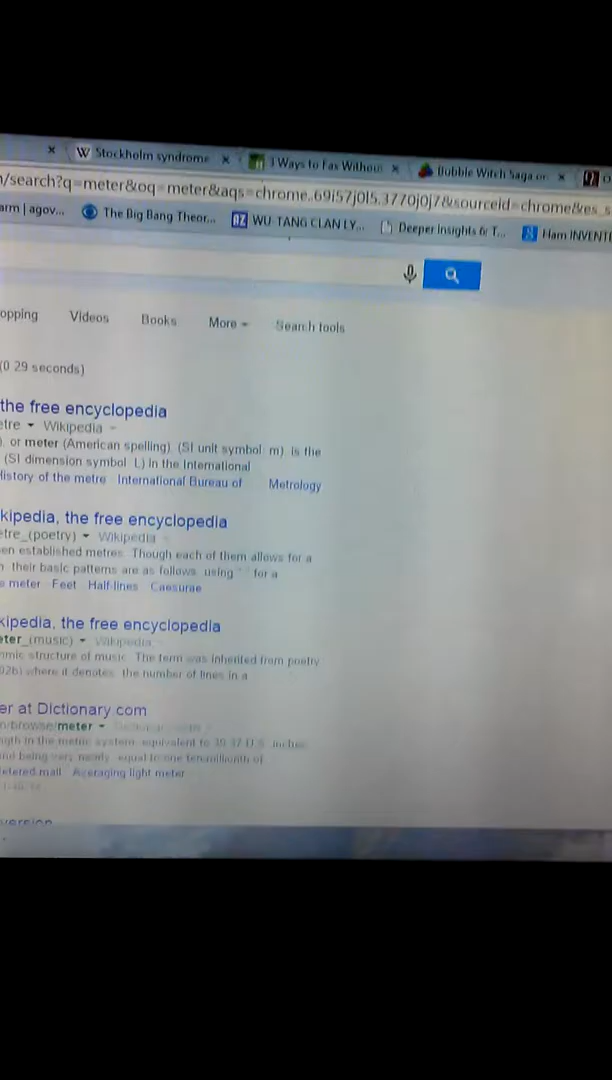 Stockholm syndrome
3 Ways to Fax Withou
Bubble Witch Saga on
/search?q=meter&oq=meter&aqs=chrome..69i57j0l5.3770j0j7&sourceid=chrome&es_s
arm | agov...
The Big Bang Theor...
WU-TANG CLAN LY...
Deeper Insights & T...
Ham INVENTI
opping Videos Books More Search tools
(0.29 seconds)
the free encyclopedia
etre Wikipedia
), or meter (American spelling), (SI unit symbol: m), is the
(SI dimension symbol: L) in the International
History of the metre International Bureau of Metrology
kipedia, the free encyclopedia
etre_(poetry) Wikipedia
en established metres. Though each of them allows for a
their basic patterns are as follows, using for a
meter Feet Half-lines Caesurae
kipedia, the free encyclopedia
eter_(music) Wikipedia
mic structure of music. The term was inherited from poetry
02b) where it denotes: the number of lines in a
er at Dictionary.com
n/browse/meter
ngth in the metric system, equivalent to 39.37 U.S. inches
and being very nearly equal to one ten-millionth of
etered mail Averaging light meter
version